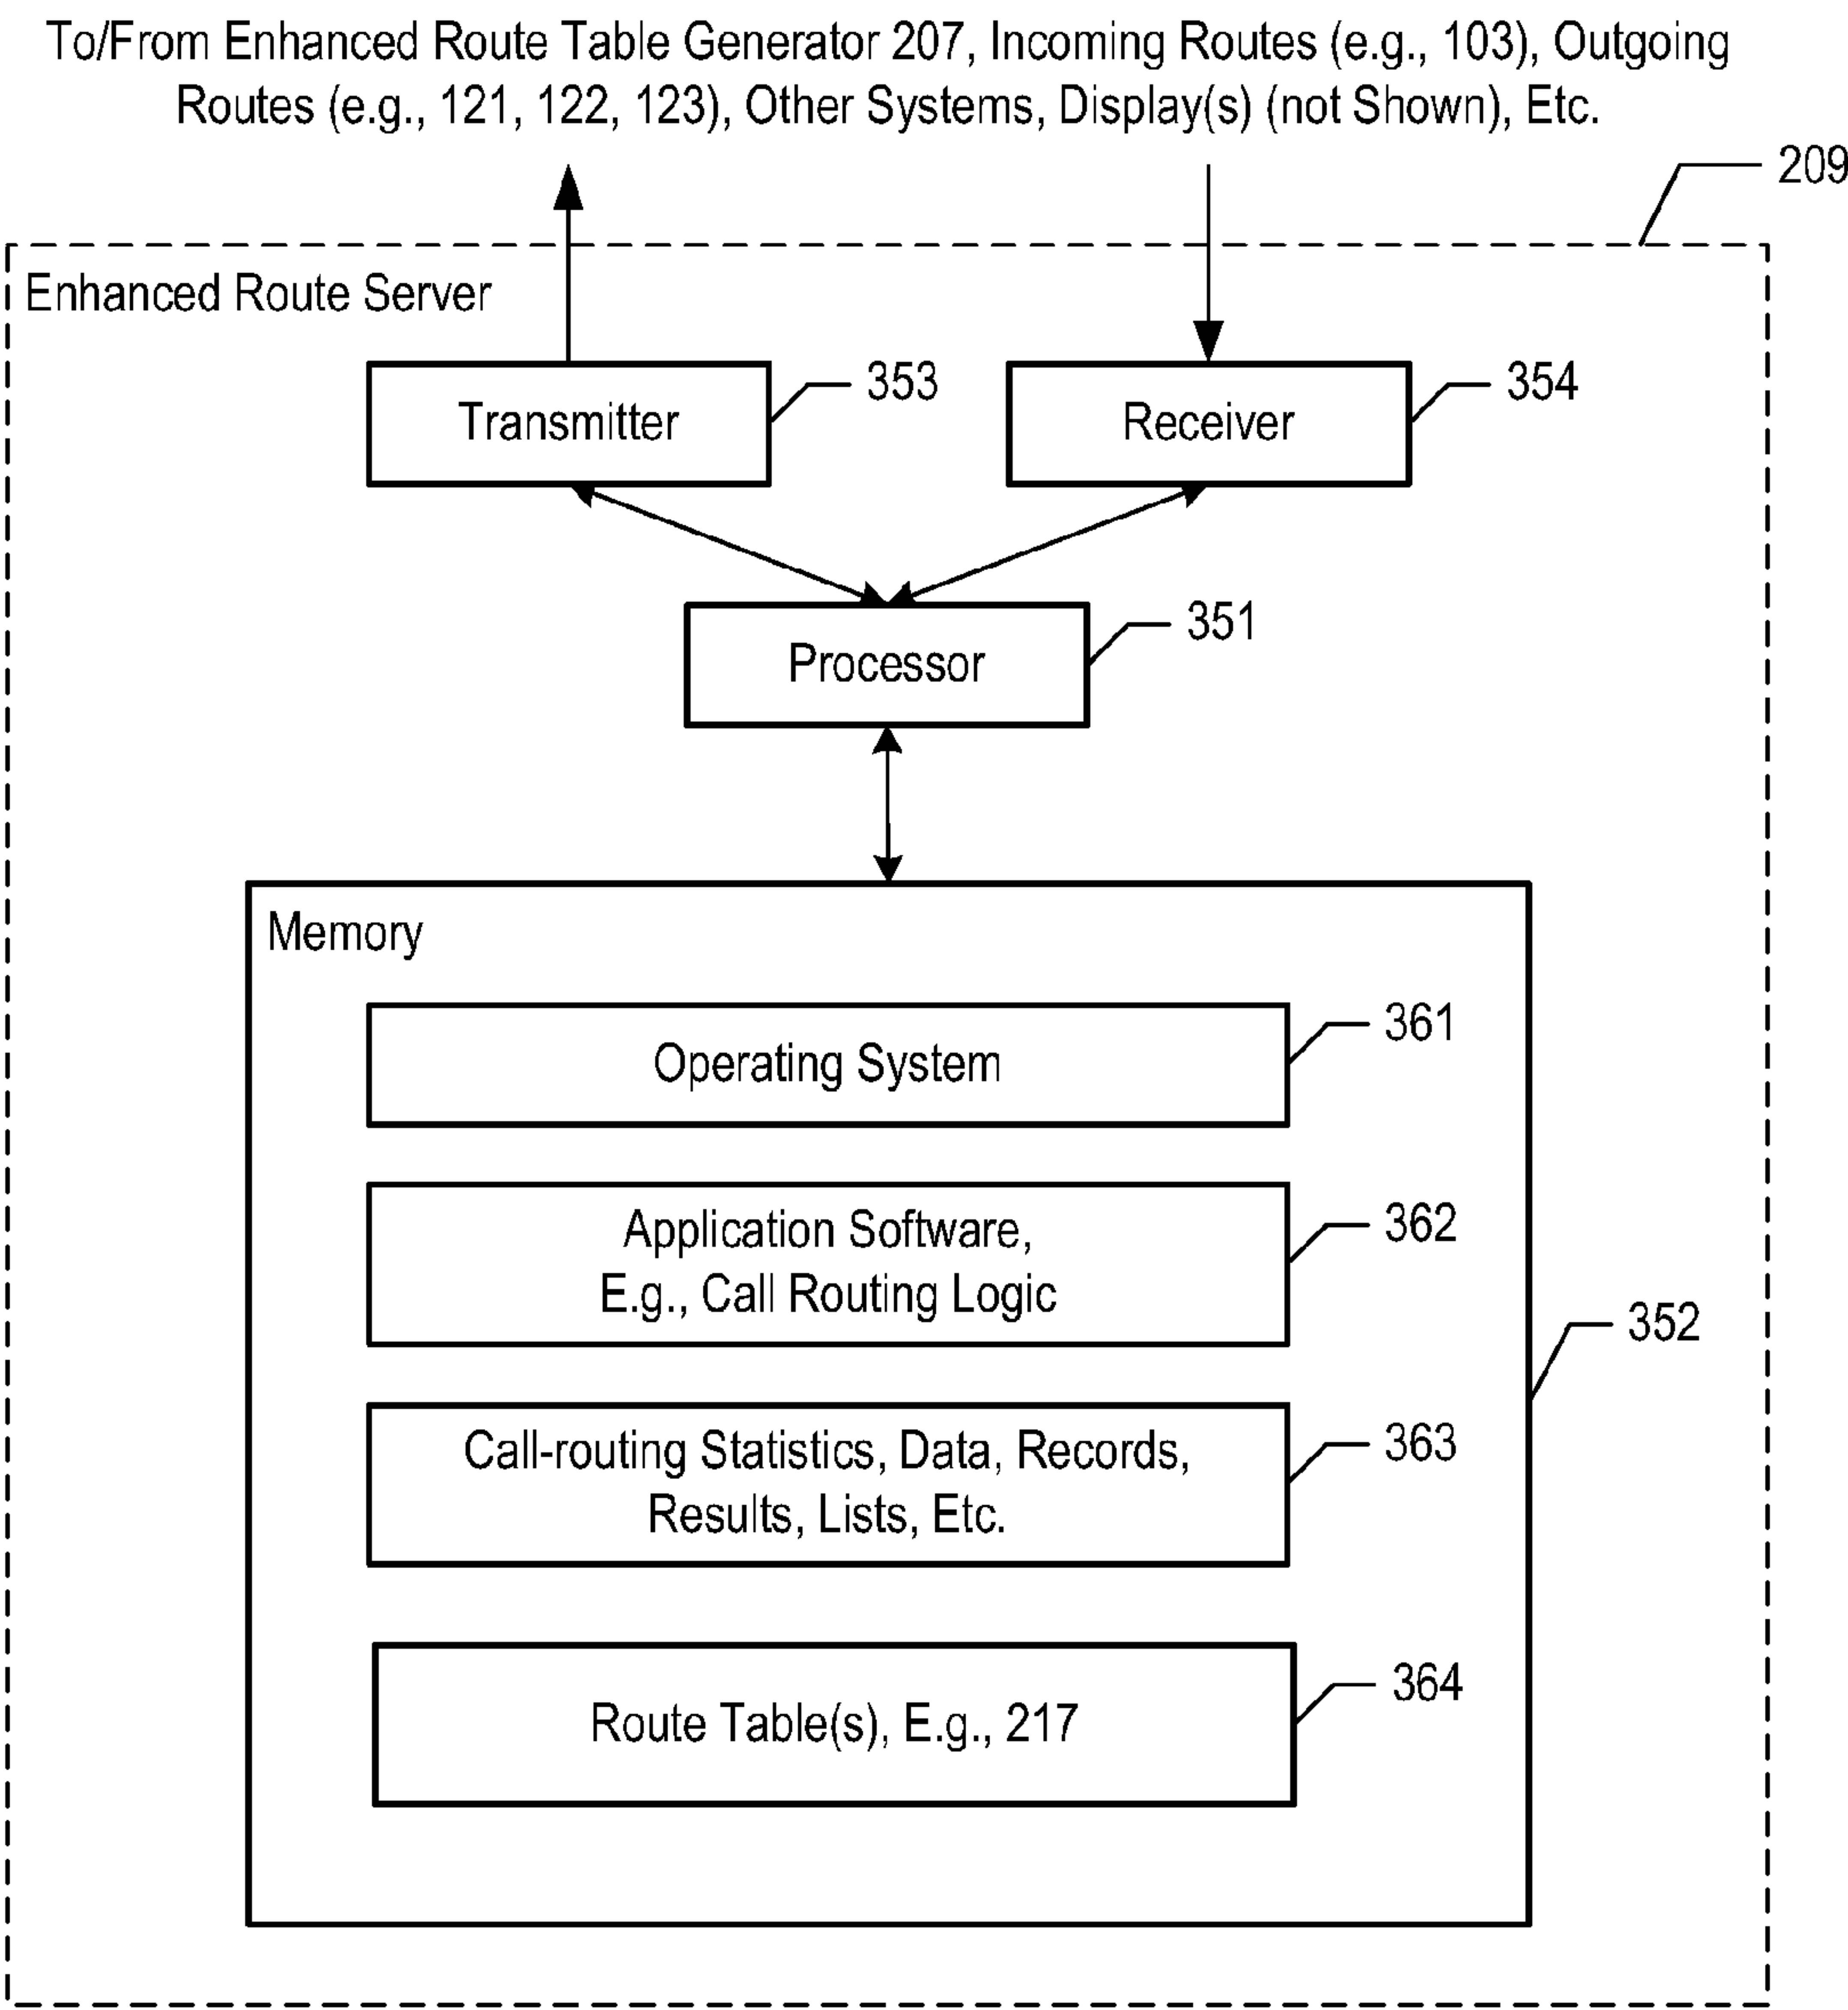 To/From Enhanced Route Table Generator 207, Incoming Routes (e.g., 103), Outgoing
Routes (e.g., 121, 122, 123), Other Systems, Display(s) (not Shown), Etc.
209
Enhanced Route Server
353
Transmitter
354
Receiver
351
Processor
Memory
361
Operating System
362
Application Software,
E.g., Call Routing Logic
352
363
Call-routing Statistics, Data, Records,
Results, Lists, Etc.
364
Route Table(s), E.g., 217